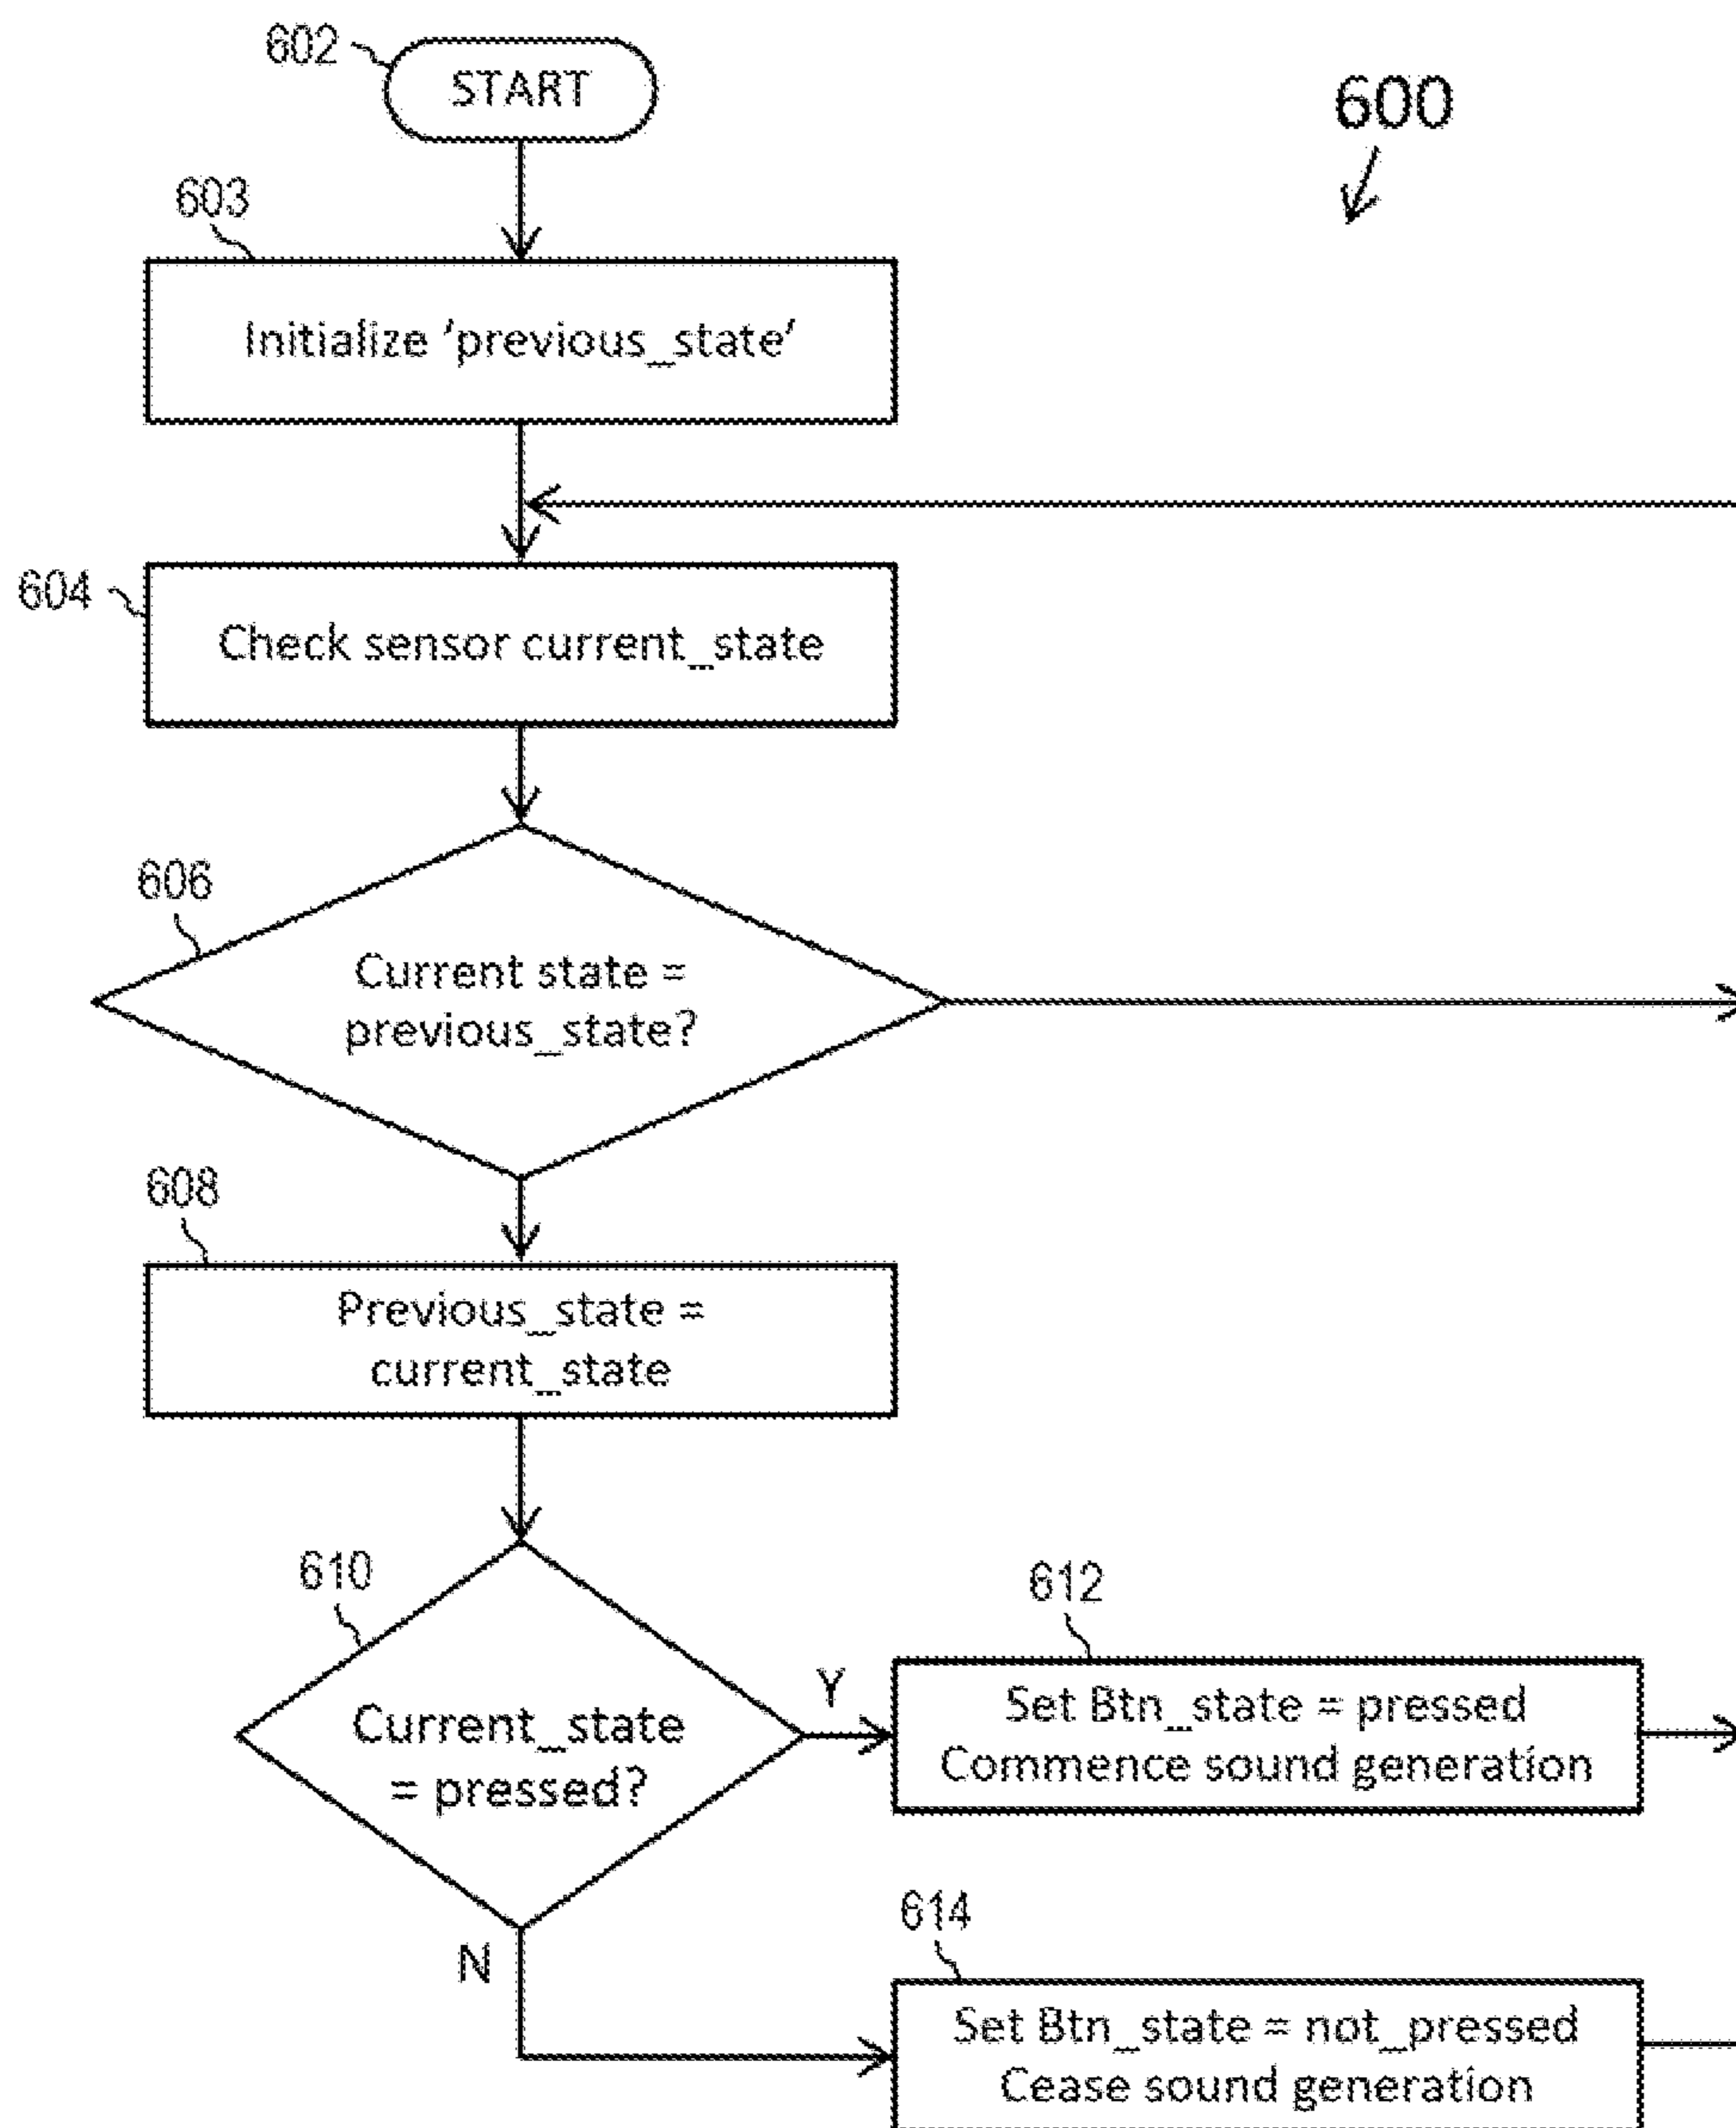 602
START
600
603
Initialize ‘previous_state’
604
Check sensor current_state
606
Current state =
previous_state?
608
Previous_state =
current_state
610
Current_state
= pressed?
Y
612
Set Btn_state = pressed
Commence sound generation
N
614
Set Btn_state = not_pressed
Cease sound generation